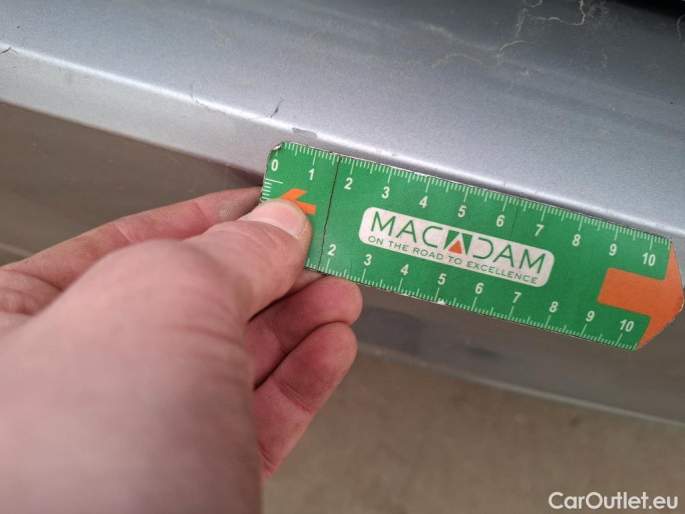 0 1 2 3 4 5 6 7 8 9 10
MACADAM
ON THE ROAD TO EXCELLENCE
2 3 4 5 6 7 8 9 10
CarOutlet.eu